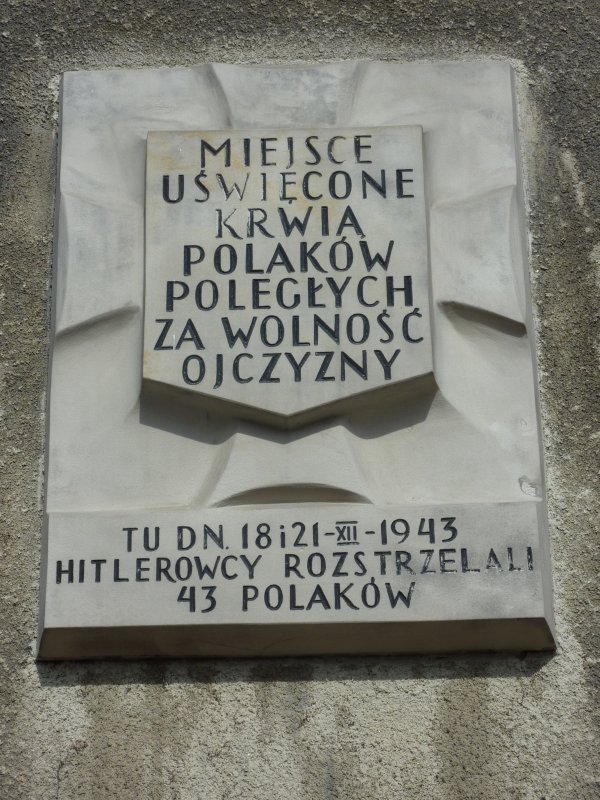 MIEJSCE
UŚWIĘCONE
KRWIĄ
POLAKÓW
POLEGŁYCH
ZA WOLNOŚĆ
OJCZYZNY
TU DN. 18 i 21-XII-1943
HITLEROWCY ROZSTRZELALI
43 POLAKÓW